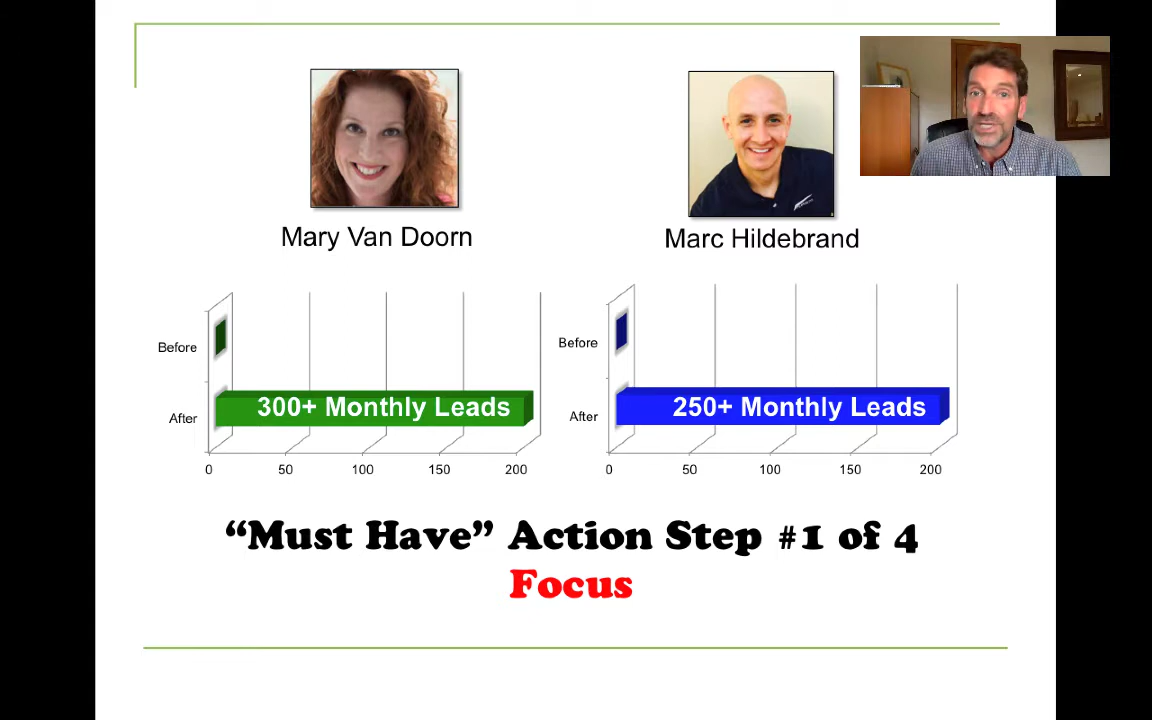 Mary Van Doorn
Marc Hildebrand
Before
300+ Monthly Leads
After
0 50 100 150 200
Before
250+ Monthly Leads
After
0 50 100 150 200
“Must Have” Action Step #1 of 4
Focus